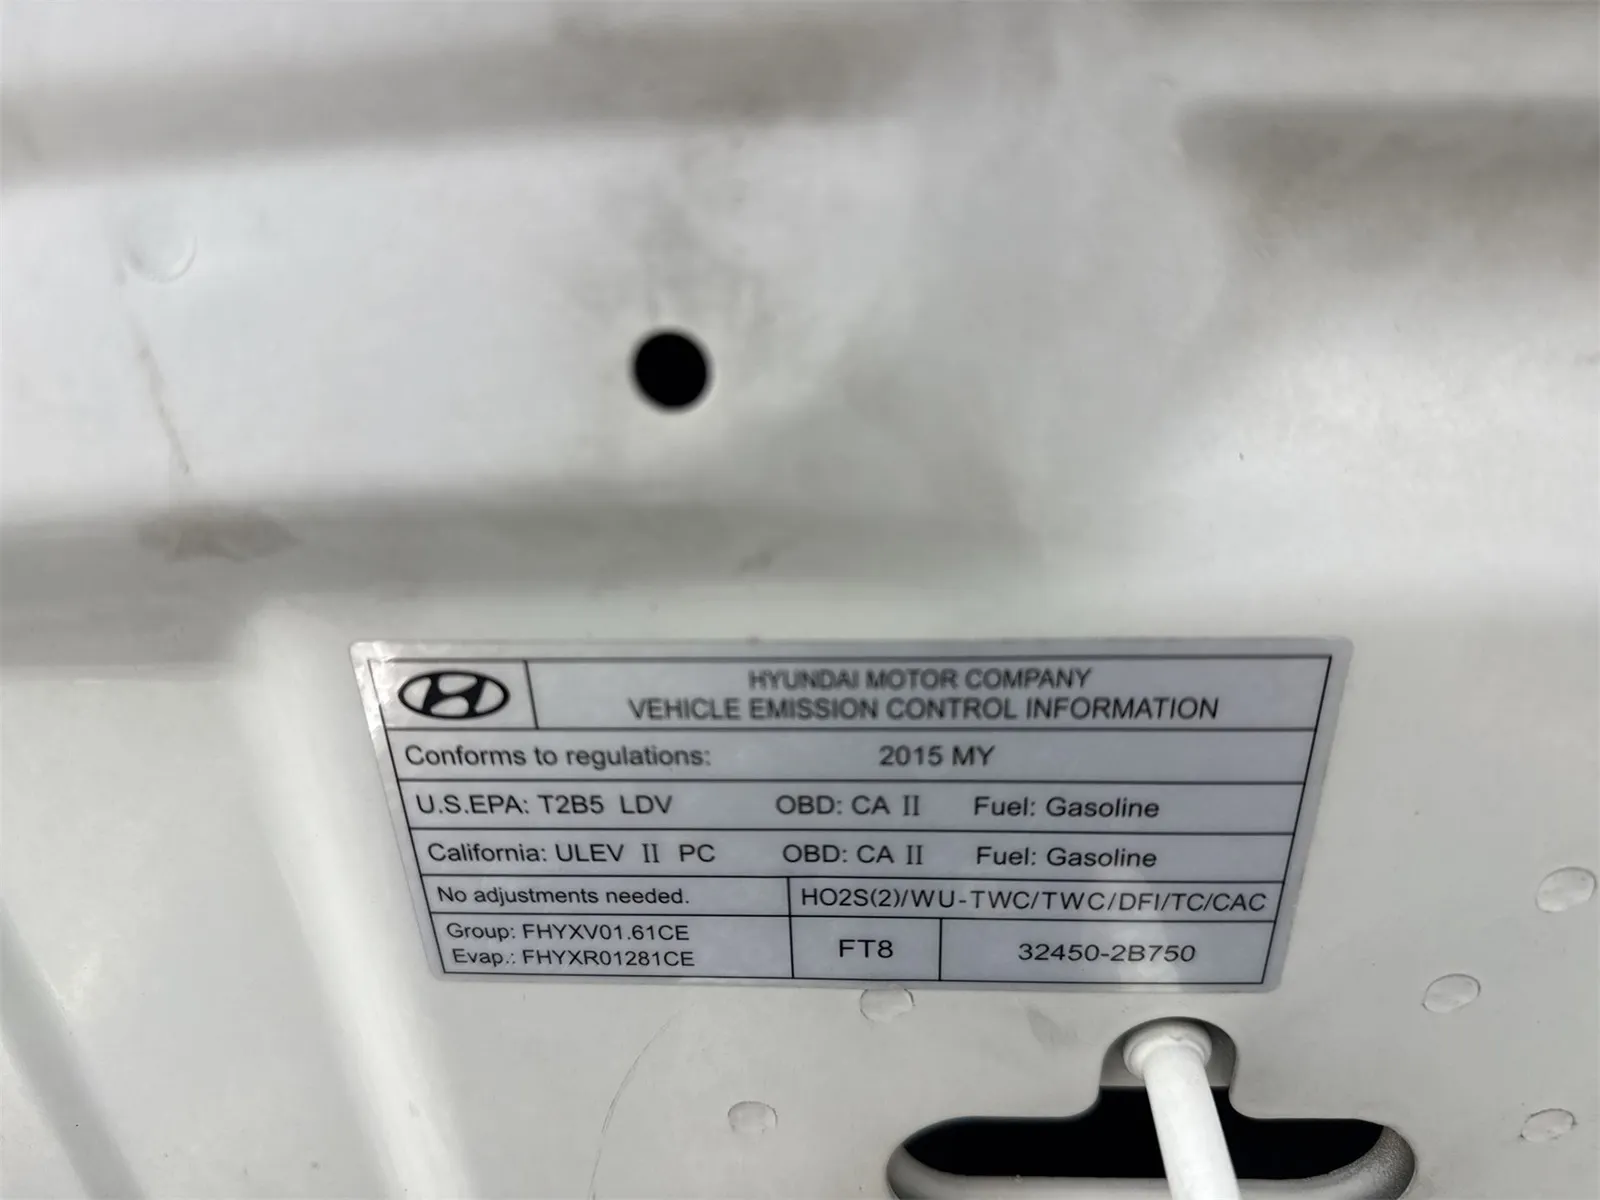 HYUNDAI MOTOR COMPANY
VEHICLE EMISSION CONTROL INFORMATION
Conforms to regulations: 2015 MY
U.S.EPA: T2B5 LDV OBD: CA II Fuel: Gasoline
California: ULEV II PC OBD: CA II Fuel: Gasoline
No adjustments needed. HO2S(2)/WU-TWC/TWC/DFI/TC/CAC
Group: FHYXV01.61CE
Evap.: FHYXR01281CE
FT8
32450-2B750